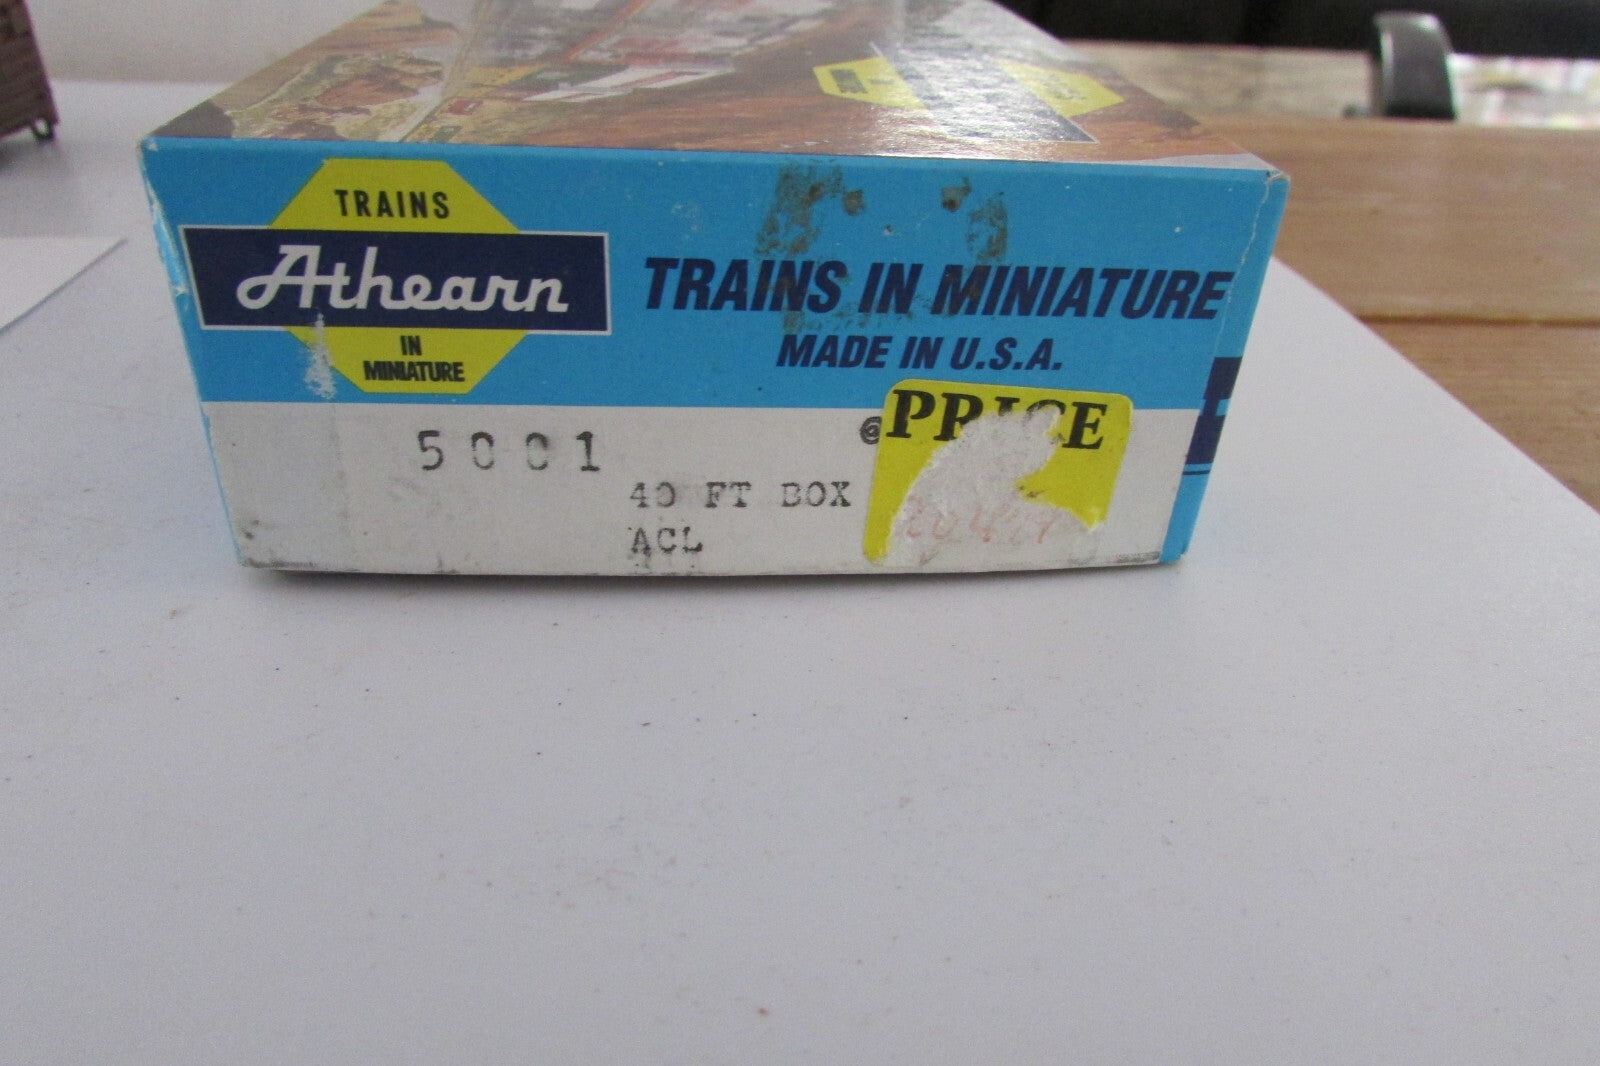 TRAINS
Athearn
IN
MINIATURE
TRAINS IN MINIATURE
MADE IN U.S.A.
PRICE
5001
40 FT BOX
ACL